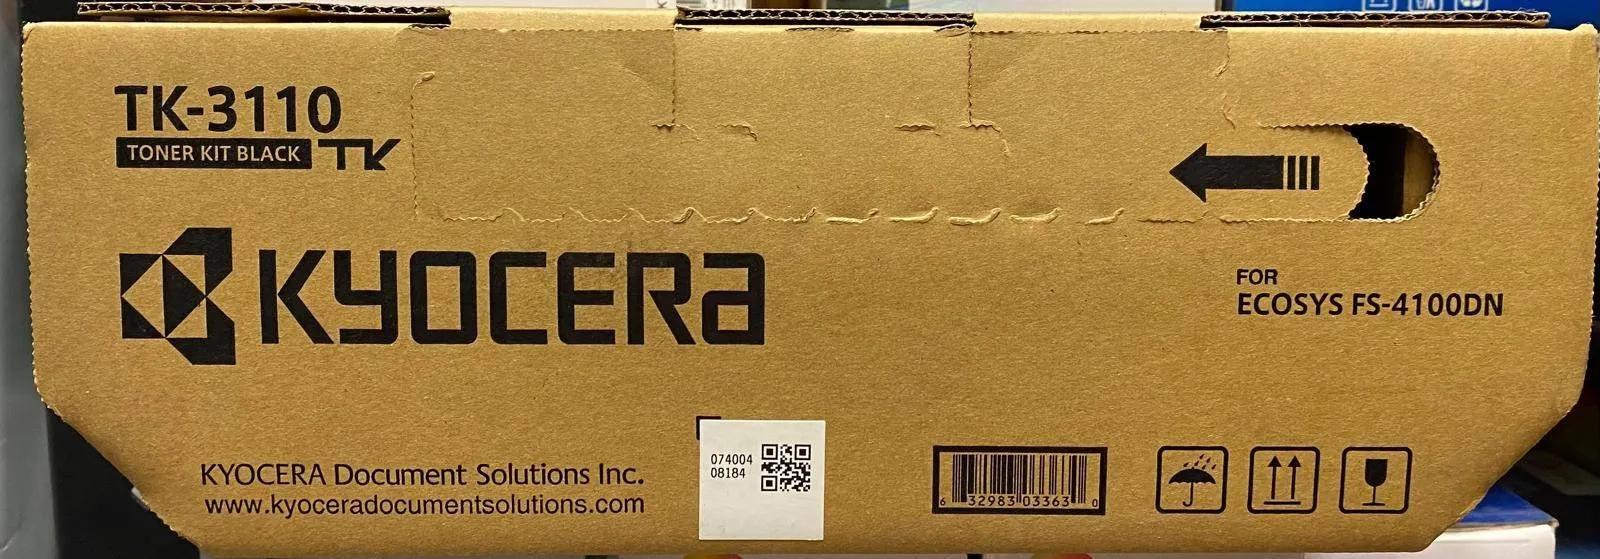 TK-3110
TONER KIT BLACK TK
KYOCERA
FOR
ECOSYS FS-4100DN
KYOCERA Document Solutions Inc.
www.kyoceradocumentsolutions.com
074004
08184
6 32983 03363 0